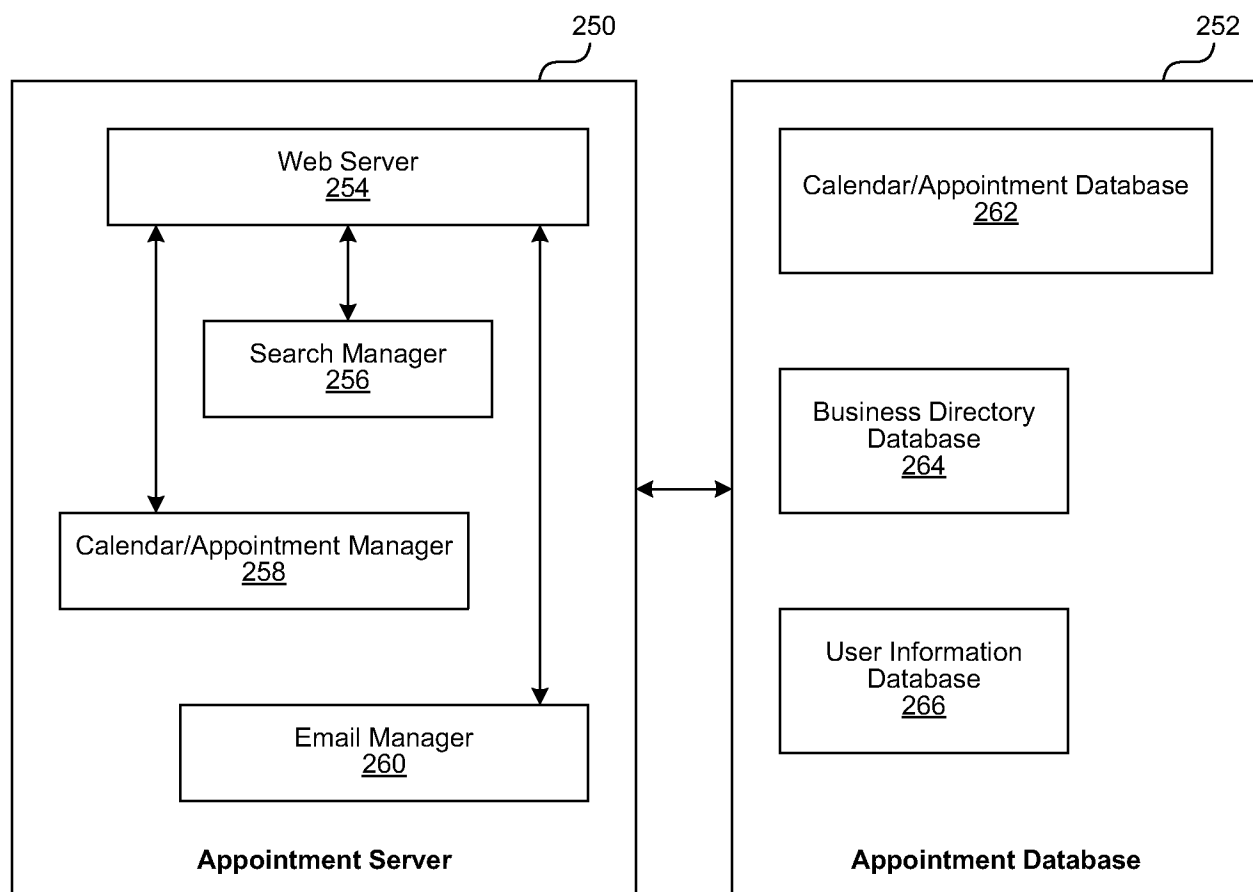 250
252
Web Server
254
Search Manager
256
Calendar/Appointment Manager
258
Email Manager
260
Appointment Server
Calendar/Appointment Database
262
Business Directory
Database
264
User Information
Database
266
Appointment Database